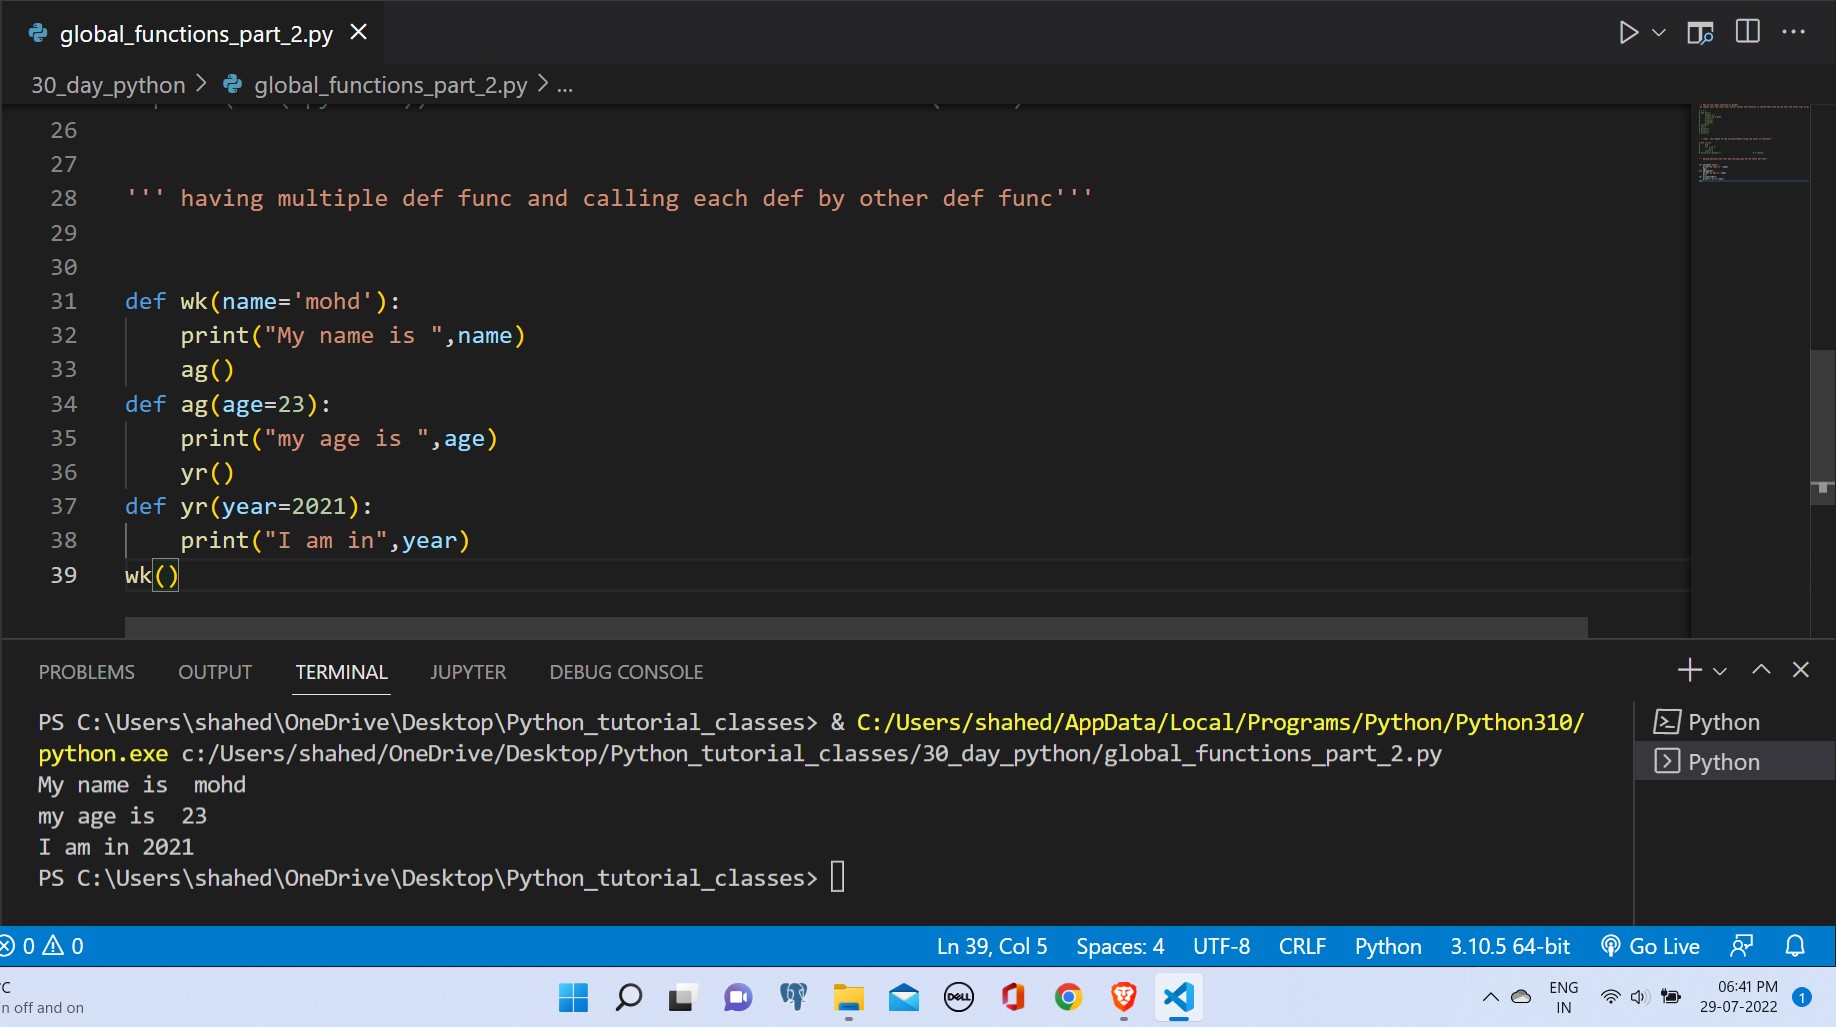 global_functions_part_2.py
30_day_python > global_functions_part_2.py > ...
26
27
28 ''' having multiple def func and calling each def by other def func'''
29
30
31 def wk(name='mohd'):
32 print("My name is ",name)
33 ag()
34 def ag(age=23):
35 print("my age is ",age)
36 yr()
37 def yr(year=2021):
38 print("I am in",year)
39 wk()
PROBLEMS OUTPUT TERMINAL JUPYTER DEBUG CONSOLE
PS C:\Users\shahed\OneDrive\Desktop\Python_tutorial_classes> & C:/Users/shahed/AppData/Local/Programs/Python/Python310/
python.exe c:/Users/shahed/OneDrive/Desktop/Python_tutorial_classes/30_day_python/global_functions_part_2.py
My name is  mohd
my age is  23
I am in 2021
PS C:\Users\shahed\OneDrive\Desktop\Python_tutorial_classes>
Python
Python
0 0 Ln 39, Col 5 Spaces: 4 UTF-8 CRLF Python 3.10.5 64-bit Go Live
°C
n off and on
DELL
ENG
IN
06:41 PM
29-07-2022
1